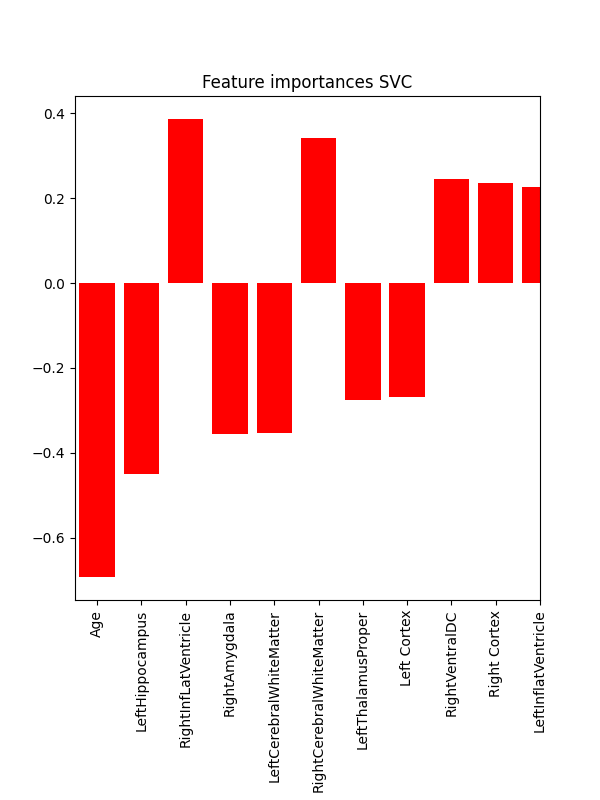 Feature importances SVC
0.4
0.2
0.0
−0.2
−0.4
−0.6
Age
LeftHippocampus
RightInfLatVentricle
RightAmygdala
LeftCerebralWhiteMatter
RightCerebralWhiteMatter
LeftThalamusProper
Left Cortex
RightVentralDC
Right Cortex
LeftInflatVentricle